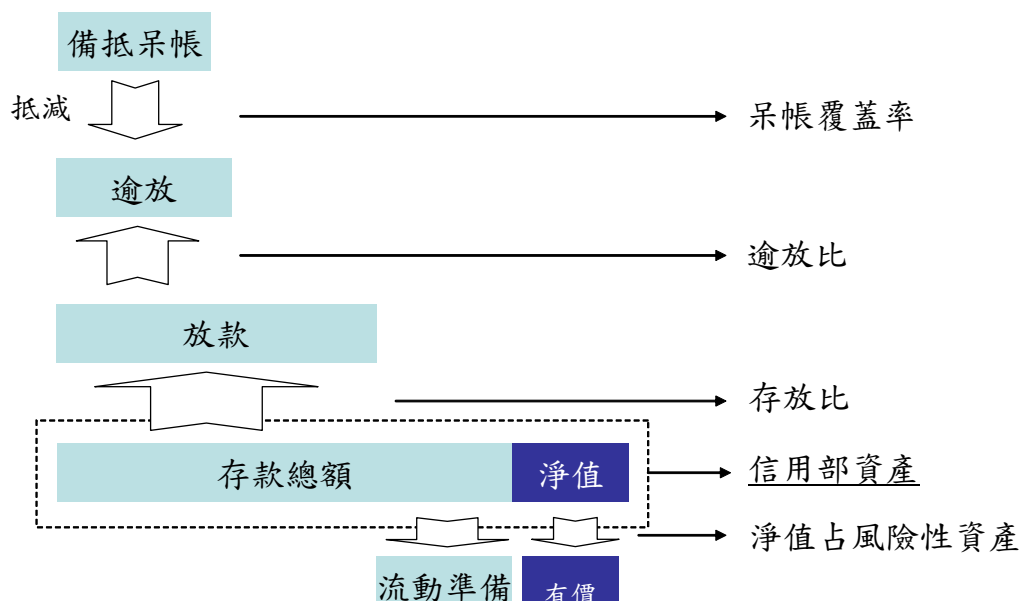 備抵呆帳
抵減
呆帳覆蓋率
逾放
逾放比
放款
存放比
存款總額
淨值
信用部資產
淨值占風險性資產
流動準備
有價